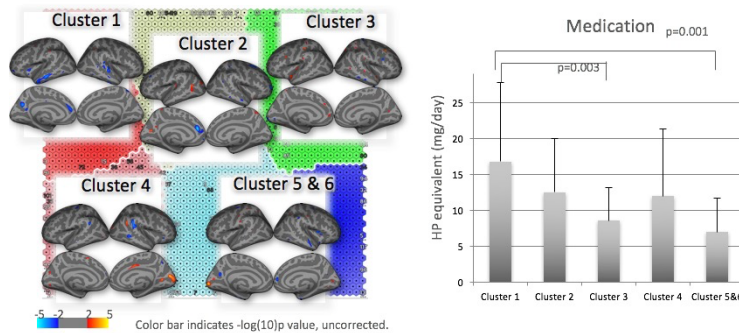 Cluster 1
Cluster 2
Cluster 3
Cluster 4
Cluster 5 & 6
-5 -2 2 5
Color bar indicates -log(10)p value, uncorrected.
Medication
p=0.001
p=0.003
HP equivalent (mg/day)
25
20
15
10
5
0
Cluster 1 Cluster 2 Cluster 3 Cluster 4 Cluster 5&6